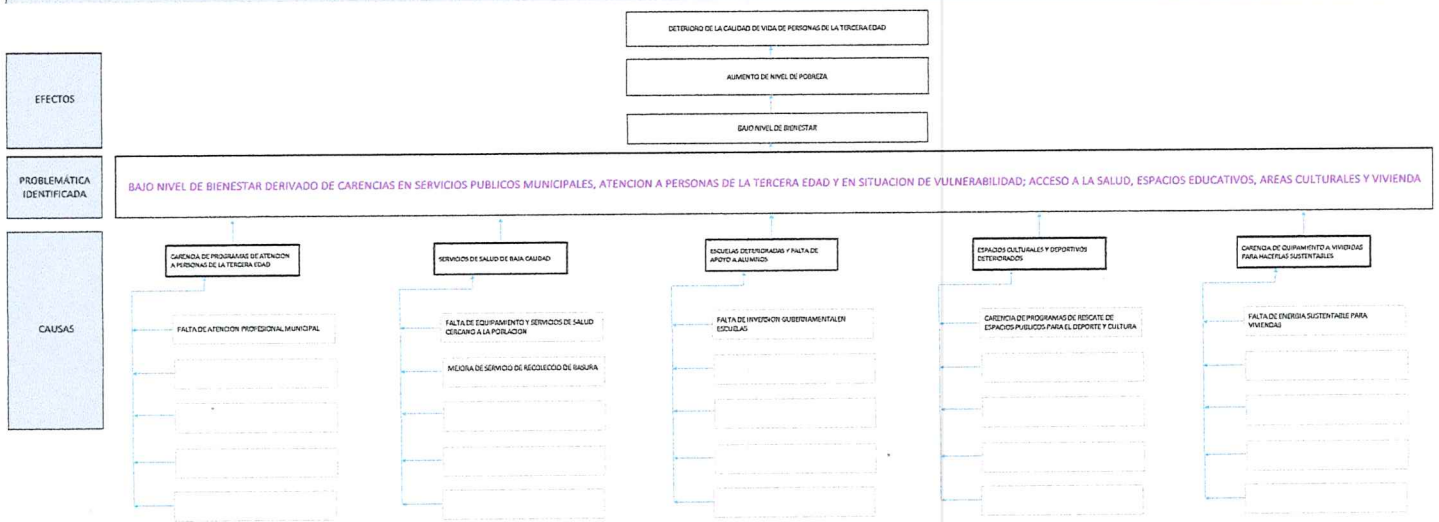 DETERIORO DE LA CALIDAD DE VIDA DE PERSONAS DE LA TERCERA EDAD
AUMENTO DE NIVEL DE POBREZA
EFECTOS
BAJO NIVEL DE BIENESTAR
PROBLEMÁTICA
IDENTIFICADA
BAJO NIVEL DE BIENESTAR DERIVADO DE CARENCIAS EN SERVICIOS PUBLICOS MUNICIPALES, ATENCION A PERSONAS DE LA TERCERA EDAD Y EN SITUACION DE VULNERABILIDAD; ACCESO A LA SALUD, ESPACIOS EDUCATIVOS, AREAS CULTURALES Y VIVIENDA
CAUSAS
CARENCIA DE PROGRAMAS DE ATENCION
A PERSONAS DE LA TERCERA EDAD
FALTA DE ATENCION PROFESIONAL MUNICIPAL
SERVICIOS DE SALUD DE BAJA CALIDAD
FALTA DE EQUIPAMIENTO Y SERVICIOS DE SALUD
CERCANO A LA POBLACION
MEJORA DE SERVICIO DE RECOLECCIO DE BASURA
ESCUELAS DETERIORADAS Y FALTA DE
APOYO A ALUMNOS
FALTA DE INVERSION GUBERNAMENTAL EN
ESCUELAS
ESPACIOS CULTURALES Y DEPORTIVOS
DETERIORADOS
CARENCIA DE PROGRAMAS DE RESCATE DE
ESPACIOS PUBLICOS PARA EL DEPORTE Y CULTURA
CARENCIA DE QUIPAMIENTO A VIVIENDAS
PARA HACERLAS SUSTENTABLES
FALTA DE ENERGIA SUSTENTABLE PARA
VIVIENDAS